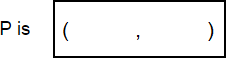 P is ( , )